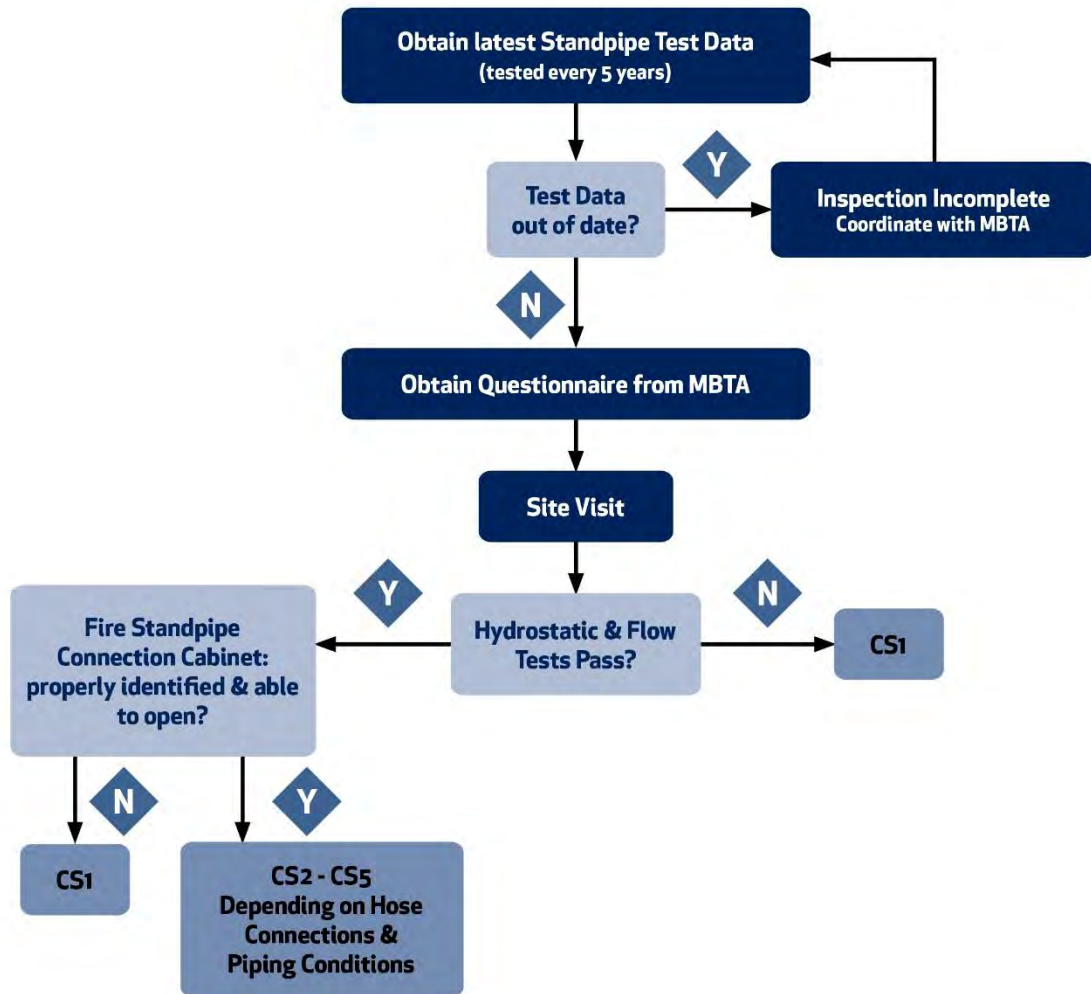 Obtain latest Standpipe Test Data
(tested every 5 years)
Y
Test Data
out of date?
Inspection Incomplete
Coordinate with MBTA
N
Obtain Questionnaire from MBTA
Site Visit
Y
N
Fire Standpipe
Connection Cabinet:
properly identified & able
to open?
Hydrostatic & Flow
Tests Pass?
CS1
N
Y
CS1
CS2 - CS5
Depending on Hose
Connections &
Piping Conditions